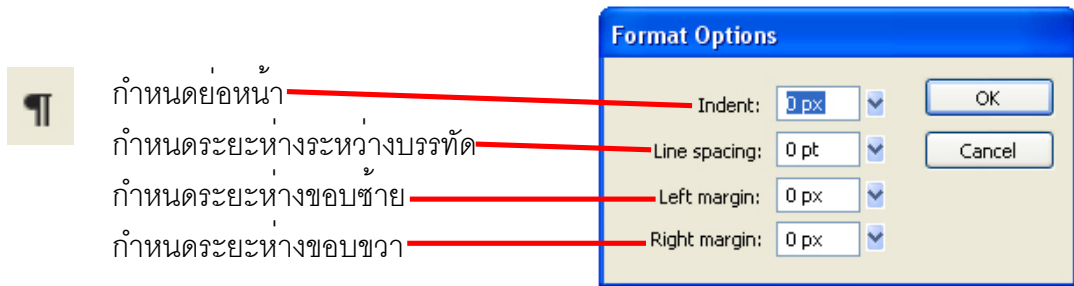 Format Options
¶
กำหนดย่อหน้า Indent: 0 px OK
กำหนดระยะห่างระหว่างบรรทัด Line spacing: 0 pt Cancel
กำหนดระยะห่างขอบซ้าย Left margin: 0 px
กำหนดระยะห่างขอบขวา Right margin: 0 px